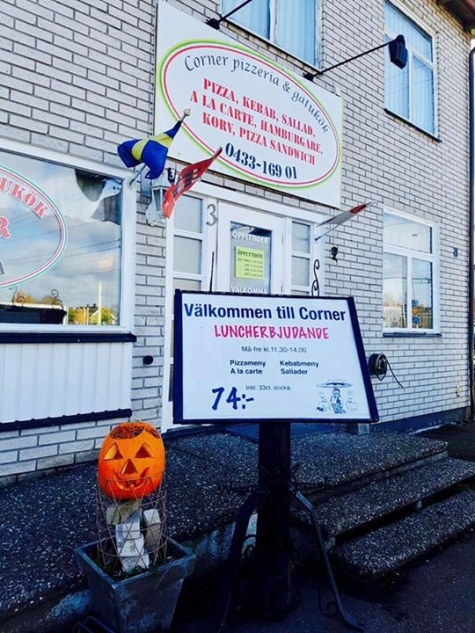 Corner pizzeria & gatukök
PIZZA, KEBAB, SALLAD,
A LA CARTE, HAMBURGARE,
KORV, PIZZA SANDWICH
0433-169 01
3
ÖPPETTIDER
ÖPPETTIDER
VÄLKOMMEN
Välkommen till Corner
LUNCHERBJUDANDE
Må-fre kl.11,30-14,00
Pizzameny Kebabmeny
A la carte Sallader
Inkl. 33cl. dricka
74:-